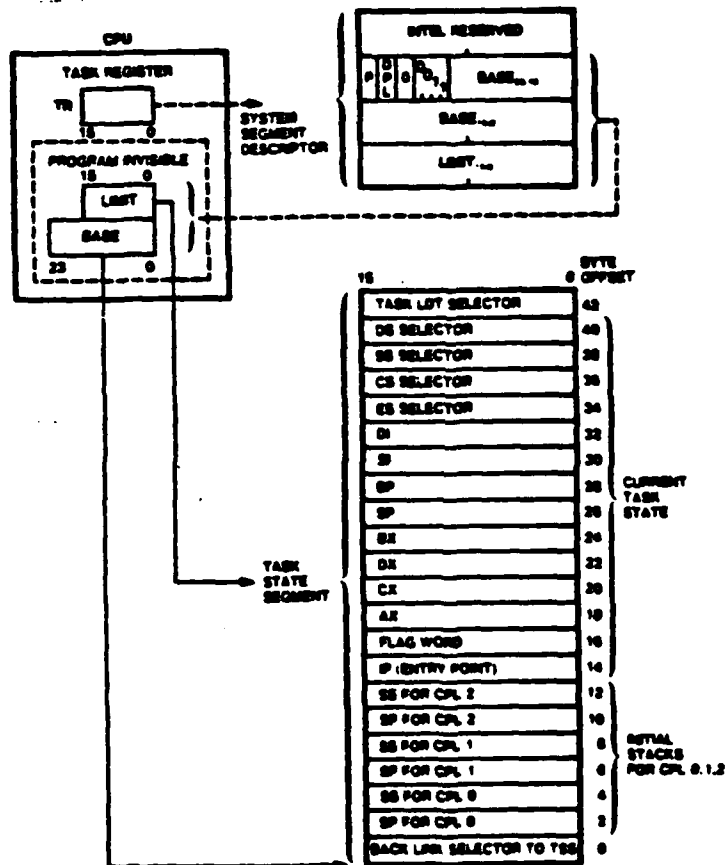 CPU
TASK REGISTER
TR
15 0
PROGRAM INVISIBLE
15 0
LIMIT
BASE
23 0
SYSTEM
SEGMENT
DESCRIPTOR
INTEL RESERVED
P
DPL
0
BASE
BASE
LIMIT
TASK
STATE
SEGMENT
15 0
BYTE
OFFSET
TASK LDT SELECTOR 42
DS SELECTOR 40
SS SELECTOR 38
CS SELECTOR 36
ES SELECTOR 34
DI 32
SI 30
BP 28
SP 26
BX 24
DX 22
CX 20
AX 18
FLAG WORD 16
IP (ENTRY POINT) 14
SS FOR CPL 2 12
SP FOR CPL 2 10
SS FOR CPL 1 8
SP FOR CPL 1 6
SS FOR CPL 0 4
SP FOR CPL 0 2
BACK LINK SELECTOR TO TSS 0
CURRENT
TASK
STATE
INITIAL
STACKS
FOR CPL 0,1,2